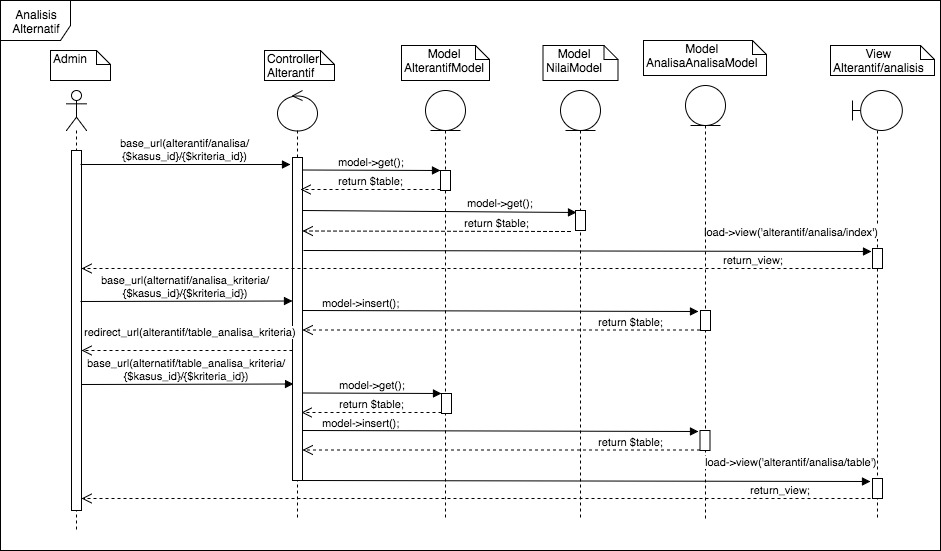 Analisis
Alternatif
Admin
Controller
Alterantif
Model
AlterantifModel
Model
NilaiModel
Model
AnalisaAnalisaModel
View
Alterantif/analisis
base_url(alterantif/analisa/
{$kasus_id}/{$kriteria_id})
model->get();
return $table;
model->get();
return $table;
load->view('alterantif/analisa/index')
return_view;
base_url(alternatif/analisa_kriteria/
{$kasus_id}/{$kriteria_id})
model->insert();
return $table;
redirect_url(alterantif/table_analisa_kriteria)
base_url(alternatif/table_analisa_kriteria/
{$kasus_id}/{$kriteria_id})
model->get();
return $table;
model->insert();
return $table;
load->view('alterantif/analisa/table')
return_view;